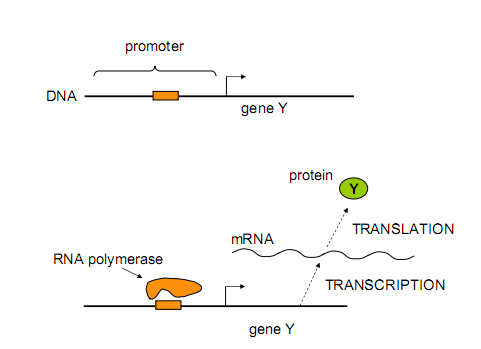 promoter
DNA
gene Y
protein
Y
TRANSLATION
mRNA
RNA polymerase
TRANSCRIPTION
gene Y